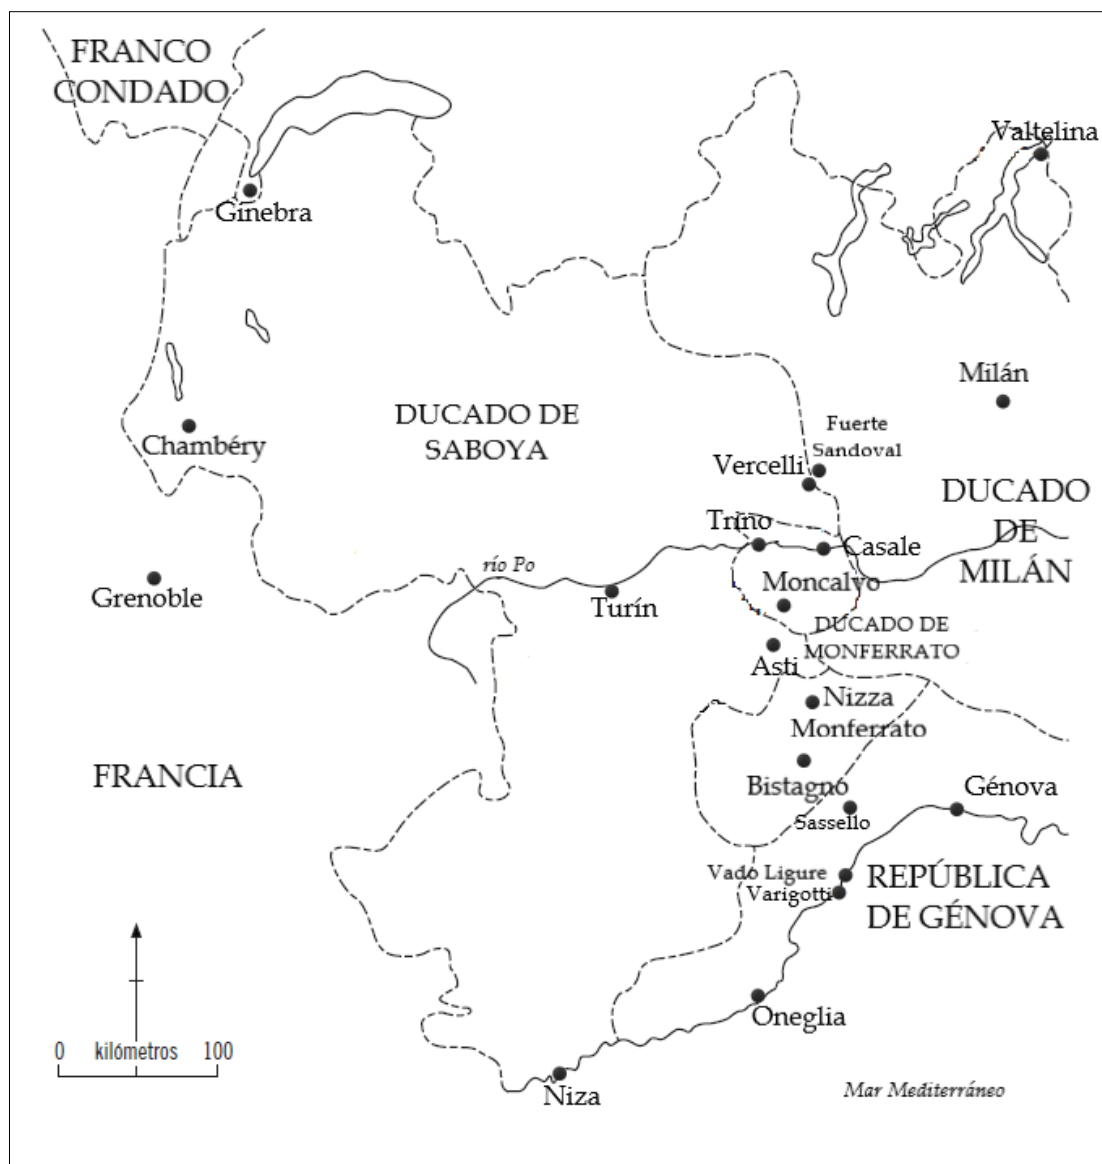 FRANCO
CONDADO
Valtelina
Ginebra
Milán
DUCADO DE
SABOYA
Fuerte
Sandoval
Chambéry
Vercelli
DUCADO
DE
MILÁN
Trino
Casale
río Po
Moncalvo
Grenoble
Turín
DUCADO DE
MONFERRATO
Asti
Nizza
Monferrato
FRANCIA
Bistagno
Génova
Sassello
Vado Ligure
Varigotti
REPÚBLICA
DE GÉNOVA
Oneglia
0 kilómetros 100
Niza
Mar Mediterráneo